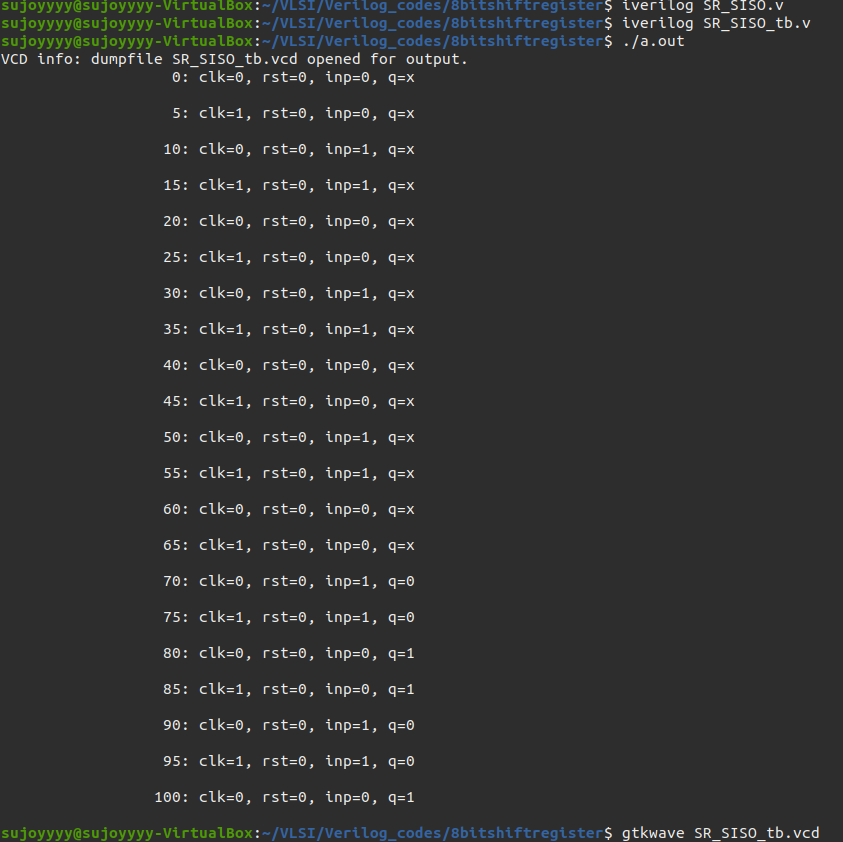 sujoyyyy@sujoyyyy-VirtualBox:~/VLSI/Verilog_codes/8bitshiftregister$ iverilog SR_SISO.v
sujoyyyy@sujoyyyy-VirtualBox:~/VLSI/Verilog_codes/8bitshiftregister$ iverilog SR_SISO_tb.v
sujoyyyy@sujoyyyy-VirtualBox:~/VLSI/Verilog_codes/8bitshiftregister$ ./a.out
VCD info: dumpfile SR_SISO_tb.vcd opened for output.
0: clk=0, rst=0, inp=0, q=x
5: clk=1, rst=0, inp=0, q=x
10: clk=0, rst=0, inp=1, q=x
15: clk=1, rst=0, inp=1, q=x
20: clk=0, rst=0, inp=0, q=x
25: clk=1, rst=0, inp=0, q=x
30: clk=0, rst=0, inp=1, q=x
35: clk=1, rst=0, inp=1, q=x
40: clk=0, rst=0, inp=0, q=x
45: clk=1, rst=0, inp=0, q=x
50: clk=0, rst=0, inp=1, q=x
55: clk=1, rst=0, inp=1, q=x
60: clk=0, rst=0, inp=0, q=x
65: clk=1, rst=0, inp=0, q=x
70: clk=0, rst=0, inp=1, q=0
75: clk=1, rst=0, inp=1, q=0
80: clk=0, rst=0, inp=0, q=1
85: clk=1, rst=0, inp=0, q=1
90: clk=0, rst=0, inp=1, q=0
95: clk=1, rst=0, inp=1, q=0
100: clk=0, rst=0, inp=0, q=1
sujoyyyy@sujoyyyy-VirtualBox:~/VLSI/Verilog_codes/8bitshiftregister$ gtkwave SR_SISO_tb.vcd